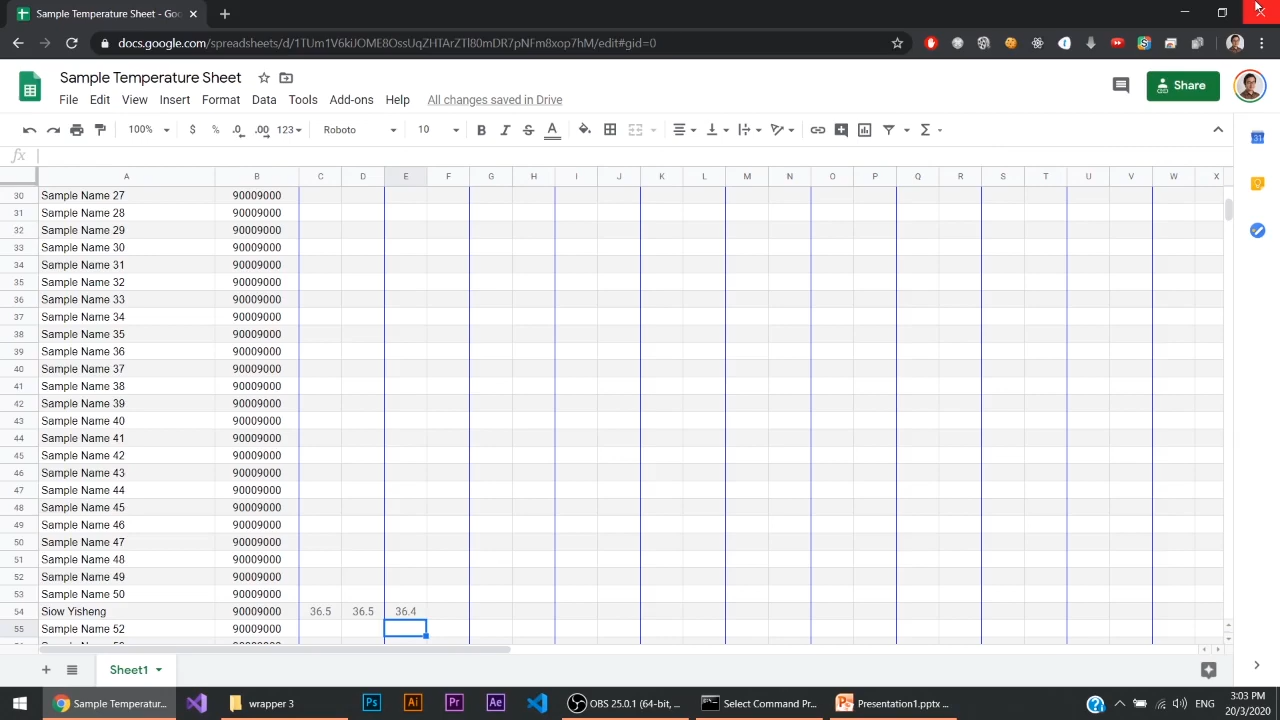 Sample Temperature Sheet - Goo
docs.google.com/spreadsheets/d/1TUm1V6kiJOME8OssUqZHTArZTl80mDR7pNFm8xop7hM/edit#gid=0
Sample Temperature Sheet
File Edit View Insert Format Data Tools Add-ons Help All changes saved in Drive
Share
100% $ % .0 .00 123 Roboto 10 B I S A Σ
fx
A B C D E F G H I J K L M N O P Q R S T U V W X
30 Sample Name 27 90009000
31 Sample Name 28 90009000
32 Sample Name 29 90009000
33 Sample Name 30 90009000
34 Sample Name 31 90009000
35 Sample Name 32 90009000
36 Sample Name 33 90009000
37 Sample Name 34 90009000
38 Sample Name 35 90009000
39 Sample Name 36 90009000
40 Sample Name 37 90009000
41 Sample Name 38 90009000
42 Sample Name 39 90009000
43 Sample Name 40 90009000
44 Sample Name 41 90009000
45 Sample Name 42 90009000
46 Sample Name 43 90009000
47 Sample Name 44 90009000
48 Sample Name 45 90009000
49 Sample Name 46 90009000
50 Sample Name 47 90009000
51 Sample Name 48 90009000
52 Sample Name 49 90009000
53 Sample Name 50 90009000
54 Siow Yisheng 90009000 36.5 36.5 36.4
55 Sample Name 52 90009000
Sheet1
Sample Temperatur... wrapper 3 Ps Ai Pr Ae OBS 25.0.1 (64-bit, ... Select Command Pr... Presentation1.pptx ... ENG 3:03 PM
20/3/2020